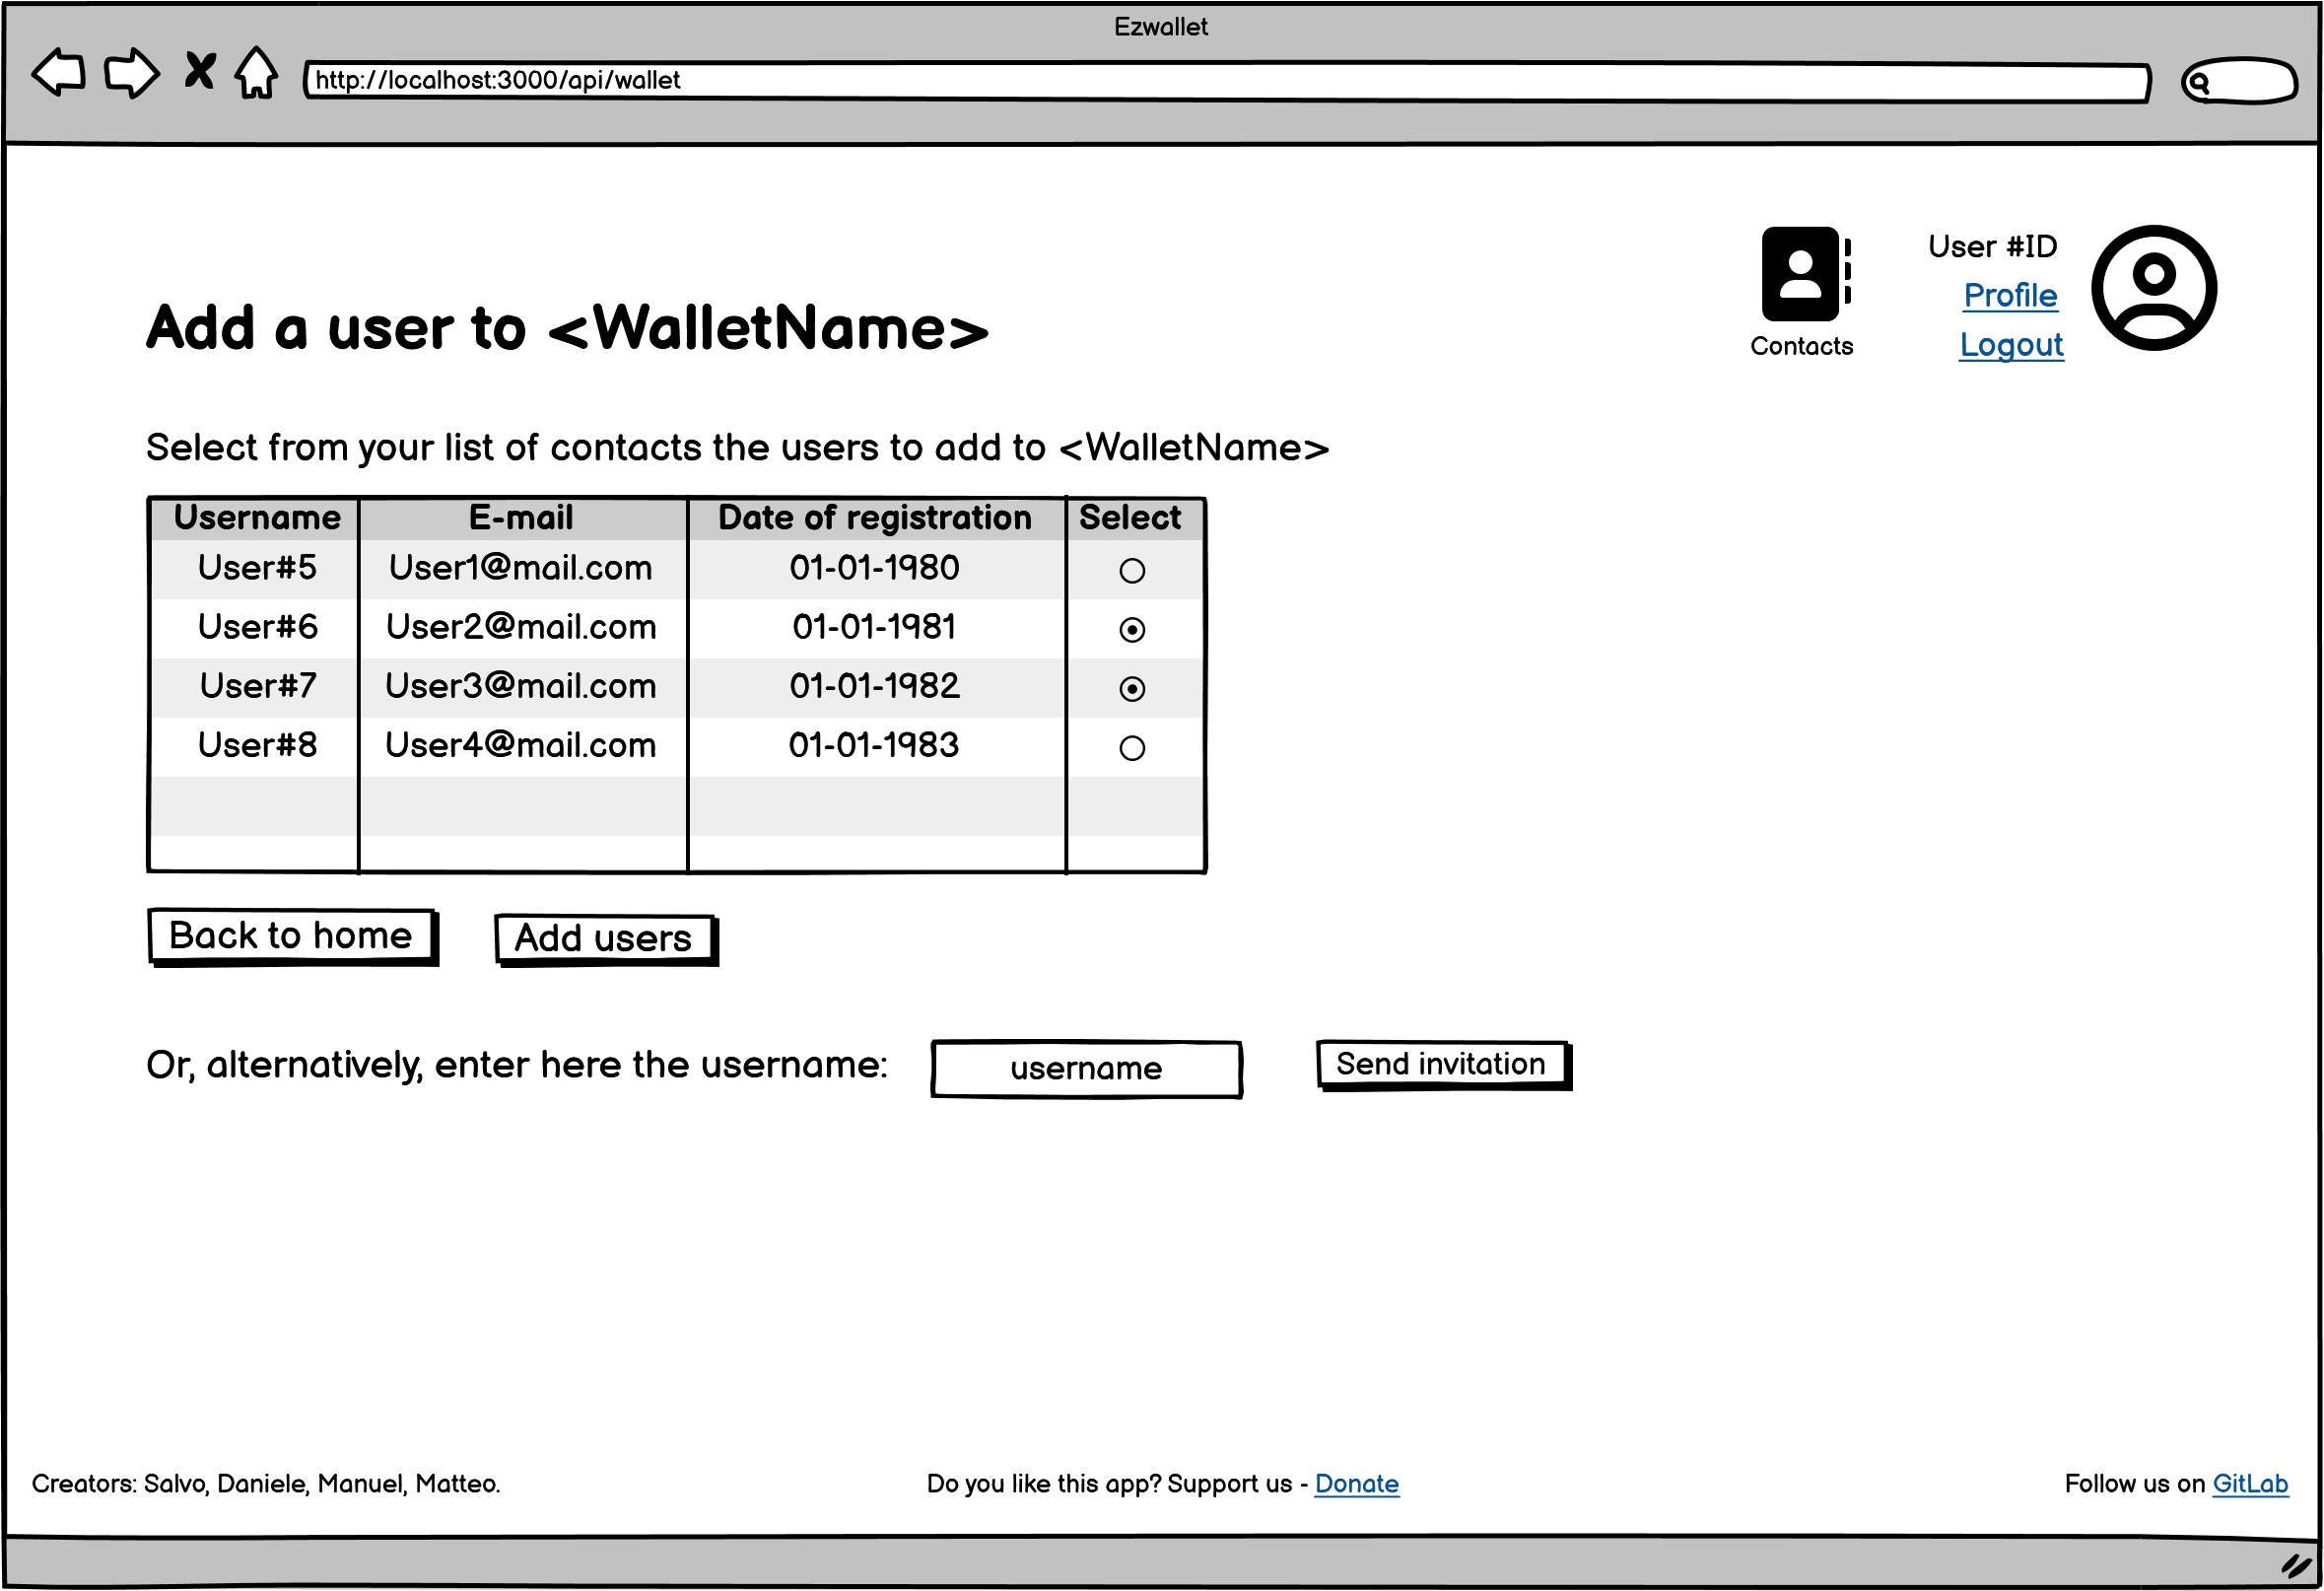 Ezwallet
http://localhost:3000/api/wallet
User #ID
Profile
Logout
Contacts
Add a user to <WalletName>
Select from your list of contacts the users to add to <WalletName>
Username E-mail Date of registration Select
User#5 User1@mail.com 01-01-1980
User#6 User2@mail.com 01-01-1981
User#7 User3@mail.com 01-01-1982
User#8 User4@mail.com 01-01-1983
Back to home Add users
Or, alternatively, enter here the username: username Send invitation
Creators: Salvo, Daniele, Manuel, Matteo. Do you like this app? Support us - Donate Follow us on GitLab